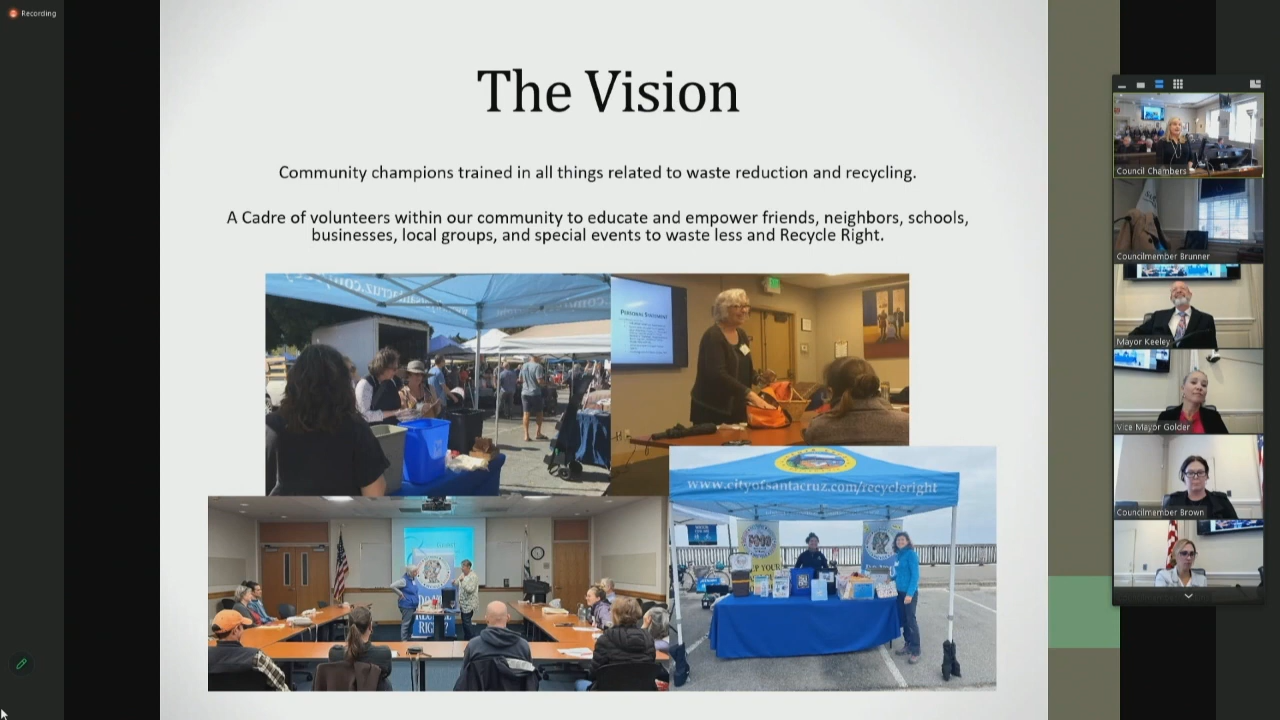 Recording
The Vision
Community champions trained in all things related to waste reduction and recycling.
A Cadre of volunteers within our community to educate and empower friends, neighbors, schools,
businesses, local groups, and special events to waste less and Recycle Right.
PERSONAL STATEMENT
www.cityofsantacruz.com/recycleright
Council Chambers
Councilmember Brunner
Mayor Keeley
Vice Mayor Golder
Councilmember Brown